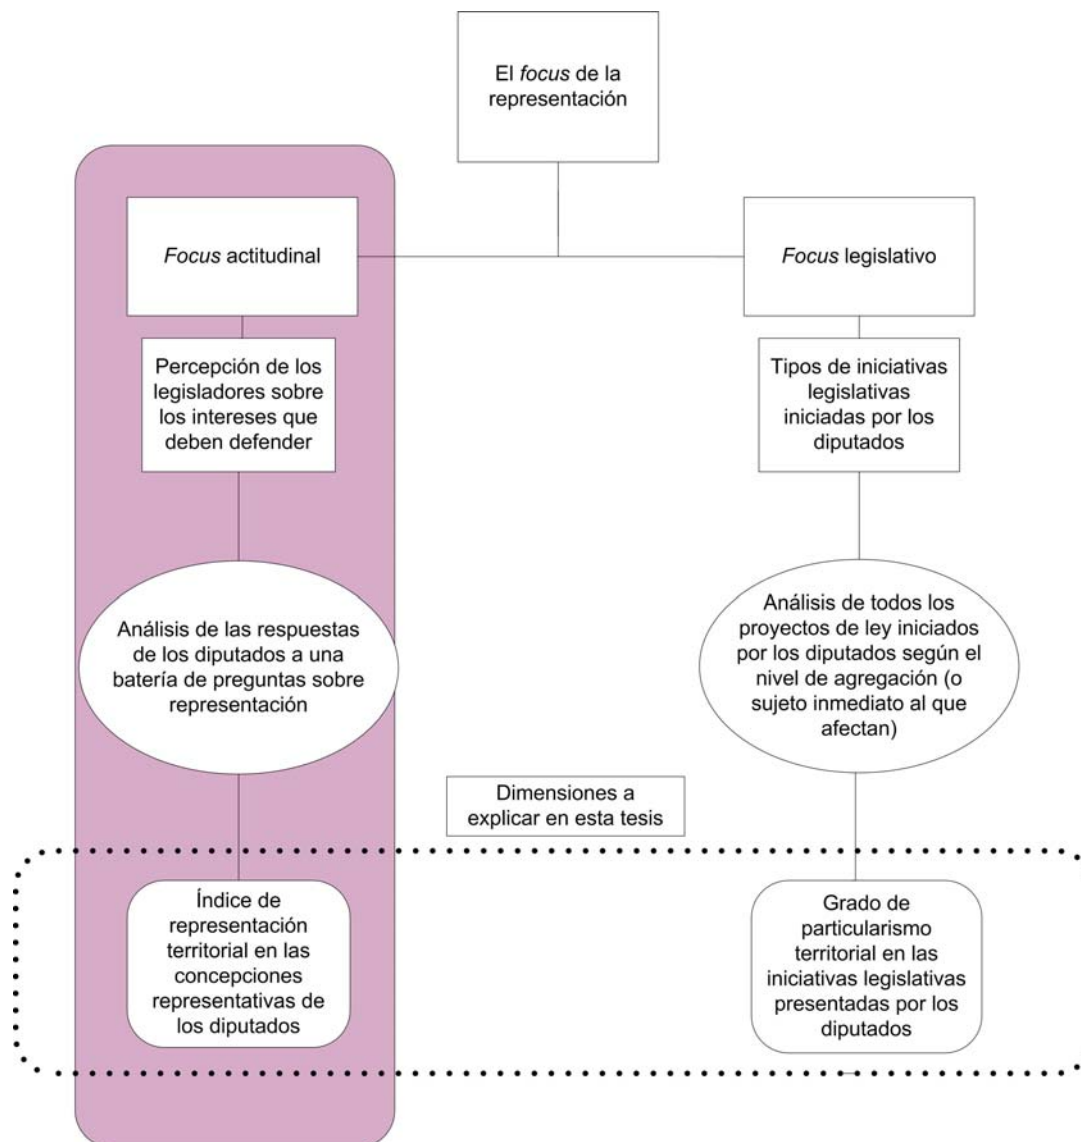 El focus de la
representación
Focus actitudinal
Focus legislativo
Percepción de los
legisladores sobre
los intereses que
deben defender
Tipos de iniciativas
legislativas
iniciadas por los
diputados
Análisis de las respuestas
de los diputados a una
batería de preguntas sobre
representación
Análisis de todos los
proyectos de ley iniciados
por los diputados según el
nivel de agregación (o
sujeto inmediato al que
afectan)
Dimensiones a
explicar en esta tesis
Índice de
representación
territorial en las
concepciones
representativas de
los diputados
Grado de
particularismo
territorial en las
iniciativas legislativas
presentadas por los
diputados